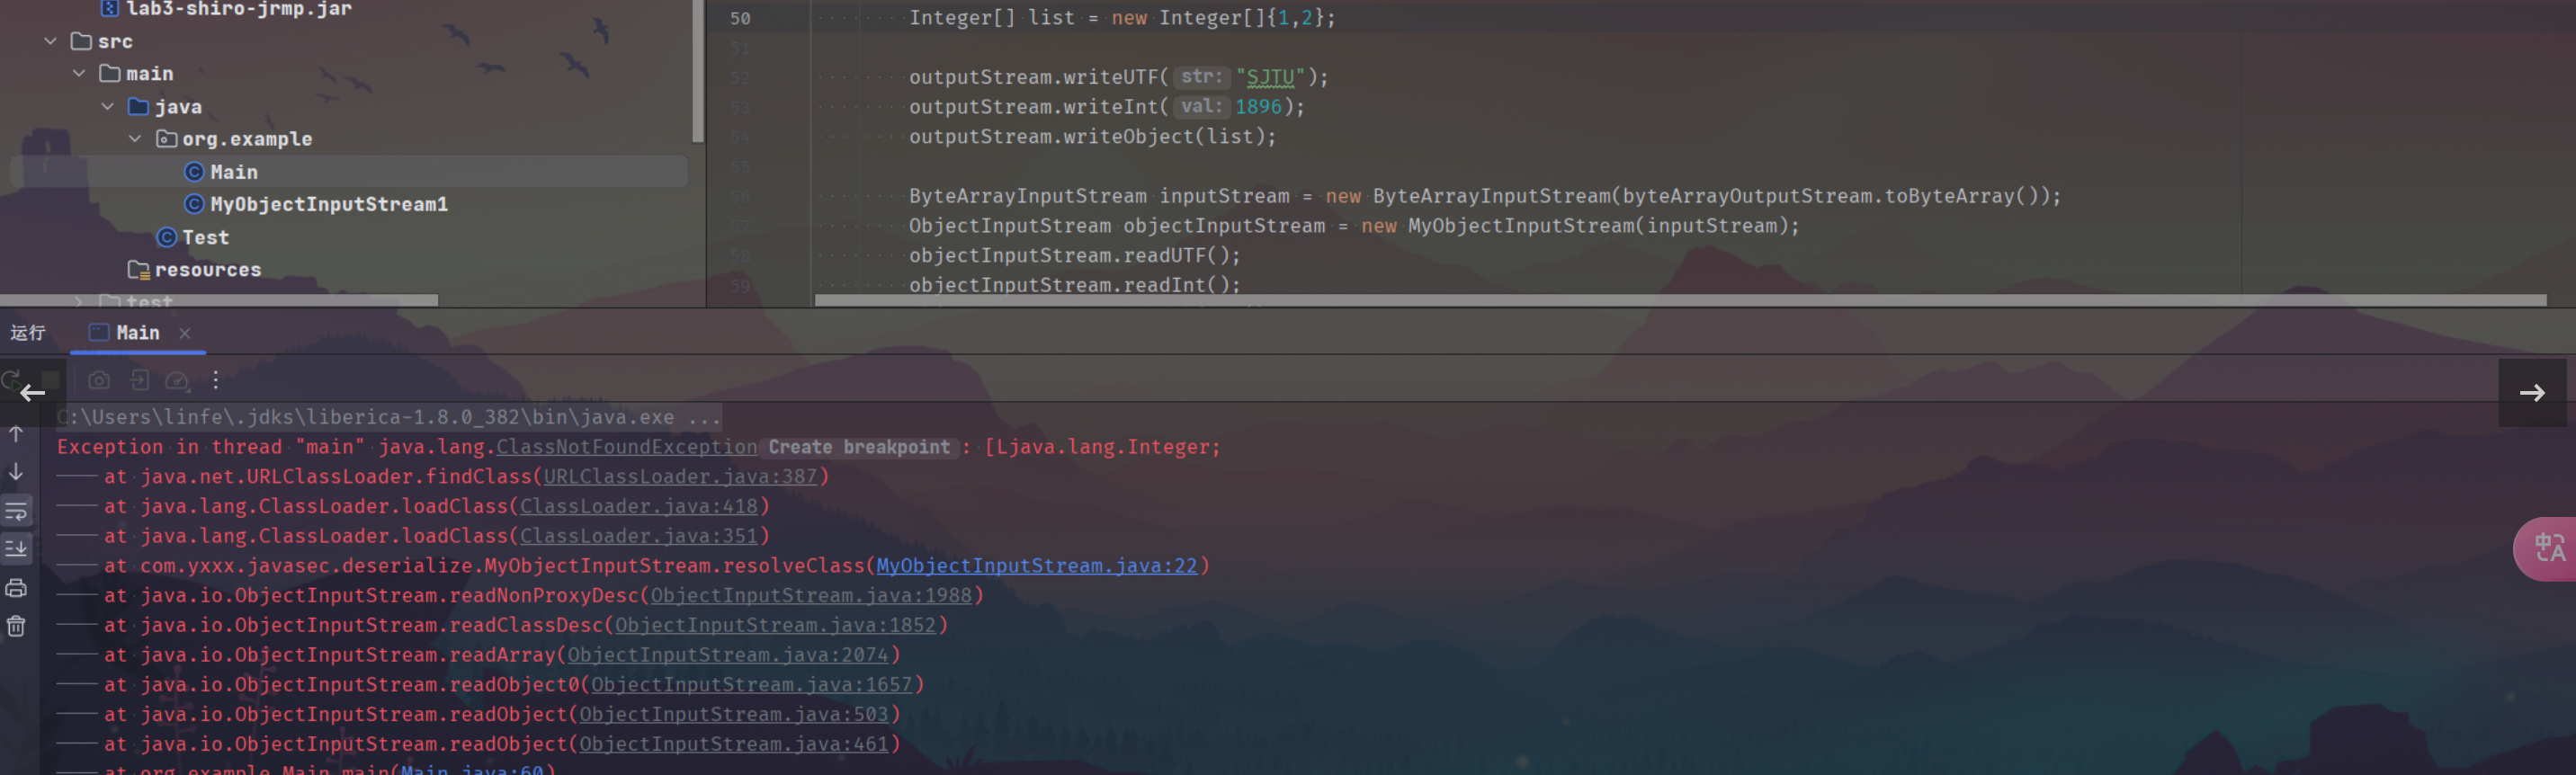 lab3-shiro-jrmp.jar
src
main
java
org.example
Main
MyObjectInputStream1
Test
resources
test
50 Integer[] list = new Integer[]{1,2};
51
52 outputStream.writeUTF( str: "SJTU");
53 outputStream.writeInt( val: 1896);
54 outputStream.writeObject(list);
55
56 ByteArrayInputStream inputStream = new ByteArrayInputStream(byteArrayOutputStream.toByteArray());
57 ObjectInputStream objectInputStream = new MyObjectInputStream(inputStream);
58 objectInputStream.readUTF();
59 objectInputStream.readInt();
运行 Main
C:\Users\linfe\.jdks\liberica-1.8.0_382\bin\java.exe ...
Exception in thread "main" java.lang.ClassNotFoundException Create breakpoint : [Ljava.lang.Integer;
at java.net.URLClassLoader.findClass(URLClassLoader.java:387)
at java.lang.ClassLoader.loadClass(ClassLoader.java:418)
at java.lang.ClassLoader.loadClass(ClassLoader.java:351)
at com.yxxx.javasec.deserialize.MyObjectInputStream.resolveClass(MyObjectInputStream.java:22)
at java.io.ObjectInputStream.readNonProxyDesc(ObjectInputStream.java:1988)
at java.io.ObjectInputStream.readClassDesc(ObjectInputStream.java:1852)
at java.io.ObjectInputStream.readArray(ObjectInputStream.java:2074)
at java.io.ObjectInputStream.readObject0(ObjectInputStream.java:1657)
at java.io.ObjectInputStream.readObject(ObjectInputStream.java:503)
at java.io.ObjectInputStream.readObject(ObjectInputStream.java:461)
at org.example.Main.main(Main.java:60)
中A